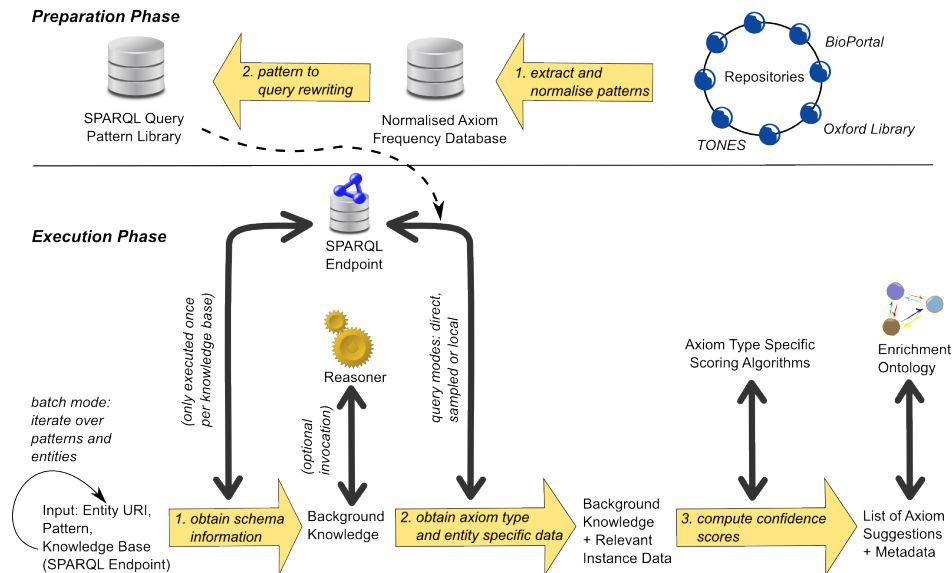 Preparation Phase
BioPortal
Repositories
Oxford Library
TONES
1. extract and
normalise patterns
Normalised Axiom
Frequency Database
2. pattern to
query rewriting
SPARQL Query
Pattern Library
Execution Phase
SPARQL
Endpoint
(only executed once
per knowledge base)
Reasoner
(optional
invocation)
query modes: direct,
sampled or local
Axiom Type Specific
Scoring Algorithms
Enrichment
Ontology
batch mode:
iterate over
patterns and
entities
Input: Entity URI,
Pattern,
Knowledge Base
(SPARQL Endpoint)
1. obtain schema
information
Background
Knowledge
2. obtain axiom type
and entity specific data
Background
Knowledge
+ Relevant
Instance Data
3. compute confidence
scores
List of Axiom
Suggestions
+ Metadata